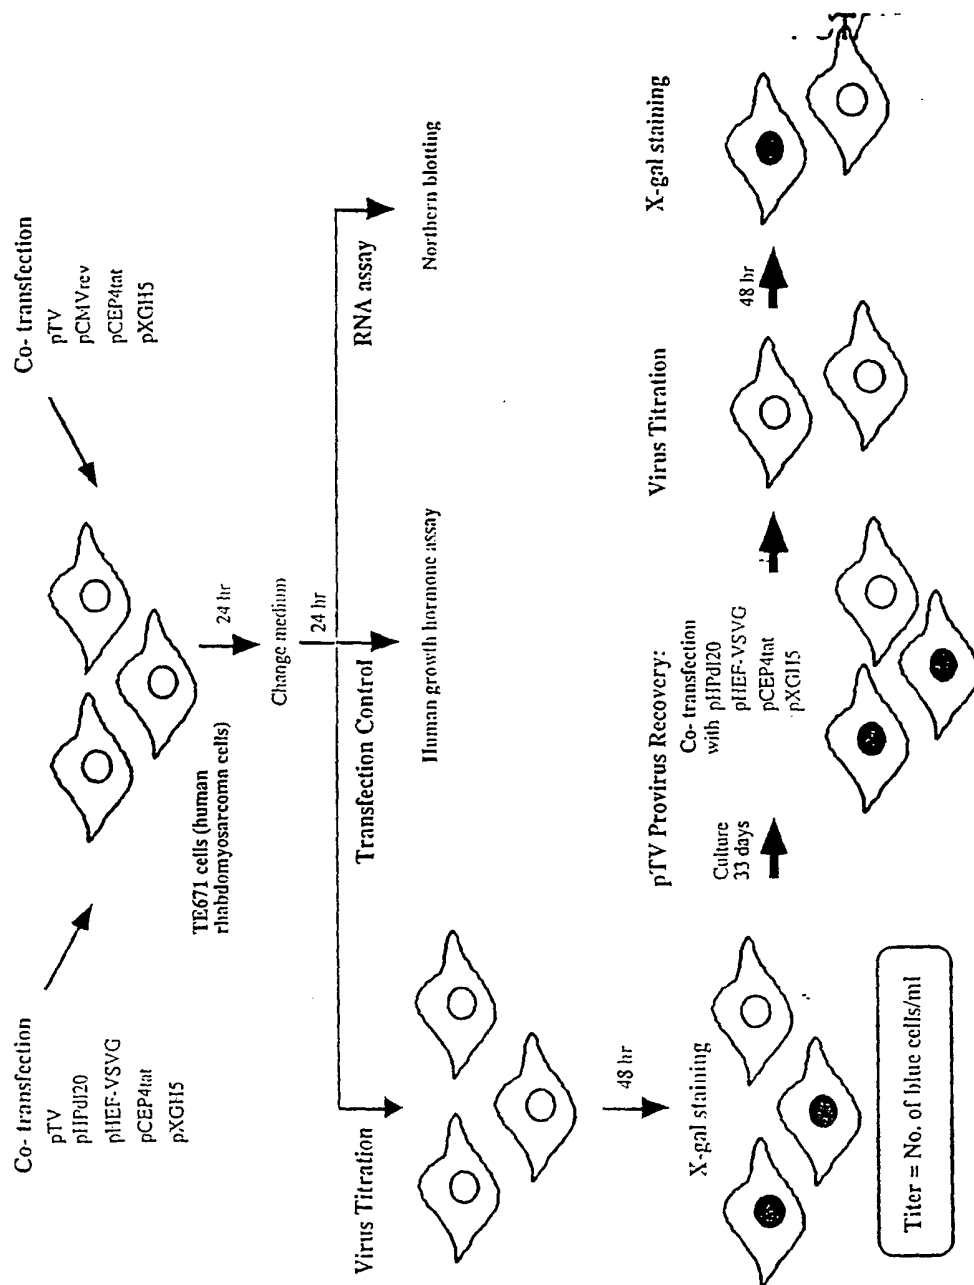 Co- transfection
pTV
pHPdl20
pHEF-VSVG
pCEP4tat
pXGH5
Co- transfection
pTV
pCMVrev
pCEP4tat
pXGH5
TE671 cells (human
rhabdomyosarcoma cells)
24 hr
Change medium
24 hr
Virus Titration
Transfection Control
RNA assay
Human growth hormone assay
Northern blotting
48 hr
X-gal staining
pTV Provirus Recovery:
Culture
33 days
Co- transfection
with pHPdl20
pHEF-VSVG
pCEP4tat
pXGH5
Virus Titration
48 hr
X-gal staining
Titer = No. of blue cells/ml